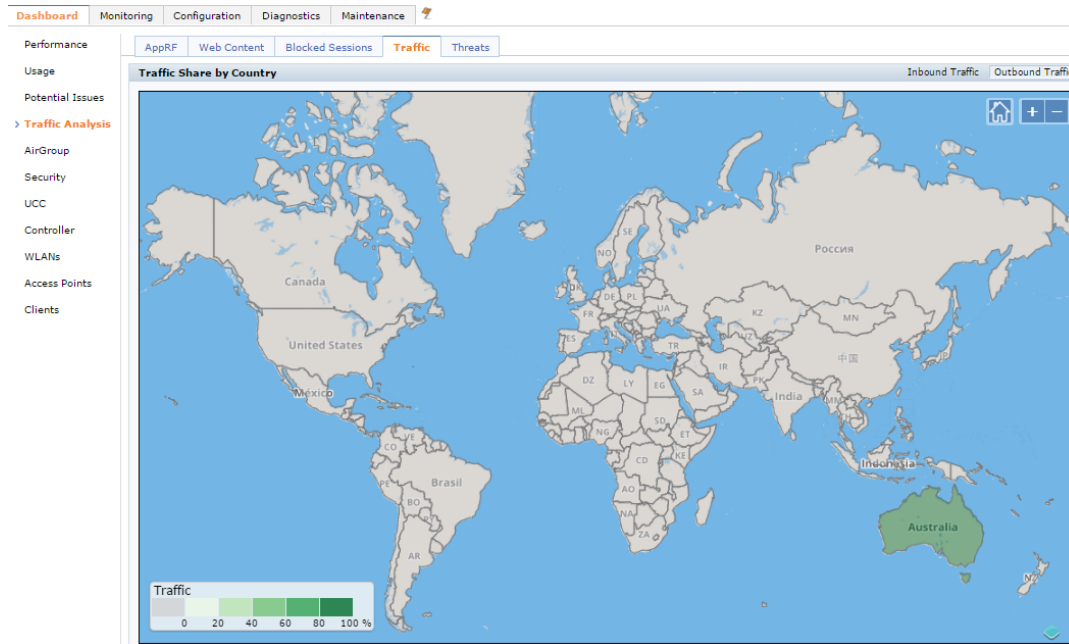 Dashboard Monitoring Configuration Diagnostics Maintenance
Performance
Usage
Potential Issues
Traffic Analysis
AirGroup
Security
UCC
Controller
WLANs
Access Points
Clients
AppRF Web Content Blocked Sessions Traffic Threats
Traffic Share by Country Inbound Traffic Outbound Traffic
Россия
SE
NO
Canada
UK
DE PL
FR
UA
KZ
MN
ES
UZ
United States
TR
JP
中国
IR
DZ
LY
EG
PK
SA
México
India
MM
ML
SD
NG
ET
VE
CO
KE
CD
Indonesia
PE
Brasil
AO
BO
NA
Australia
ZA
AR
Traffic
0 20 40 60 80 100 %